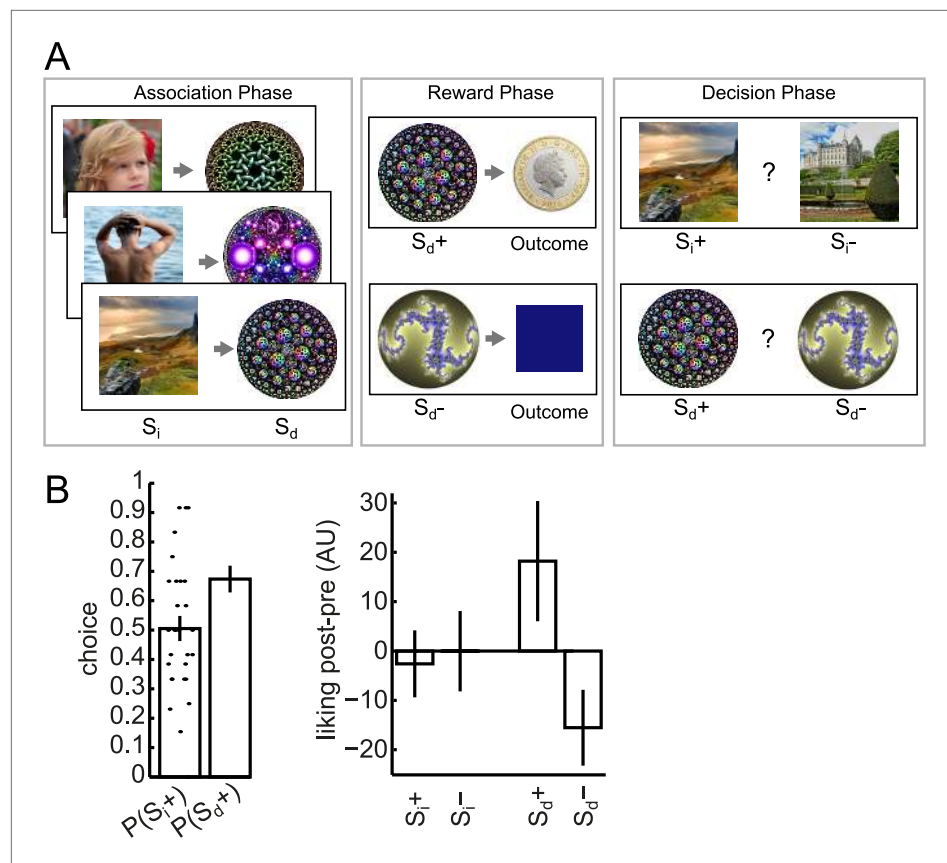 A
Association Phase
Reward Phase
Decision Phase
Sd+
Outcome
Si+
?
Si−
Sd−
Outcome
Sd+
?
Sd−
Si
Sd
B
choice
1
0.9
0.8
0.7
0.6
0.5
0.4
0.3
0.2
0.1
0
P(Si+)
P(Sd+)
liking post-pre (AU)
30
20
10
0
−10
−20
Si+
Si−
Sd+
Sd−